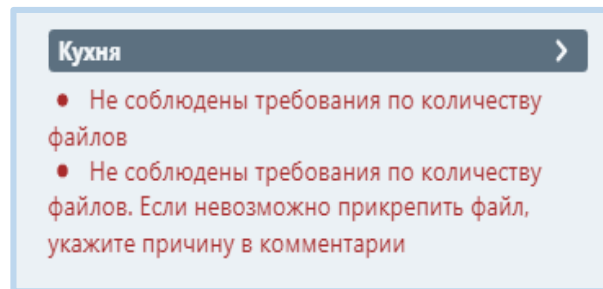 Кухня
• Не соблюдены требования по количеству
файлов
• Не соблюдены требования по количеству
файлов. Если невозможно прикрепить файл,
укажите причину в комментарии